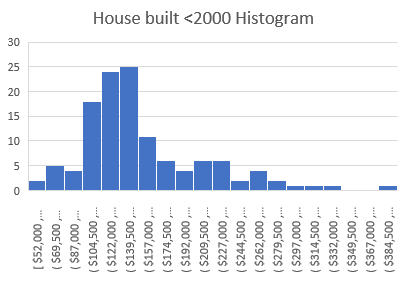 House built <2000 Histogram
30
25
20
15
10
5
0
[ $52,000 ,...
( $69,500 ,...
( $87,000 ,...
( $104,500 ,...
( $122,000 ,...
( $139,500 ,...
( $157,000 ,...
( $174,500 ,...
( $192,000 ,...
( $209,500 ,...
( $227,000 ,...
( $244,500 ,...
( $262,000 ,...
( $279,500 ,...
( $297,000 ,...
( $314,500 ,...
( $332,000 ,...
( $349,500 ,...
( $367,000 ,...
( $384,500 ,...